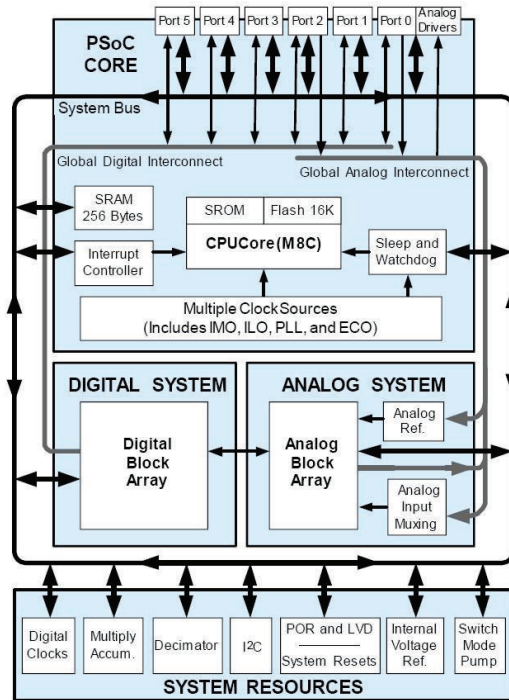 Port 5
Port 4
Port 3
Port 2
Port 1
Port 0
Analog
Drivers
PSoC
CORE
System Bus
Global Digital Interconnect
Global Analog Interconnect
SRAM
256 Bytes
SROM
Flash 16K
CPUCore(M8C)
Interrupt
Controller
Sleep and
Watchdog
Multiple Clock Sources
(Includes IMO, ILO, PLL, and ECO)
DIGITAL SYSTEM
ANALOG SYSTEM
Digital
Block
Array
Analog
Block
Array
Analog
Ref.
Analog
Input
Muxing
Digital
Clocks
Multiply
Accum.
Decimator
I²C
POR and LVD
System Resets
Internal
Voltage
Ref.
Switch
Mode
Pump
SYSTEM RESOURCES